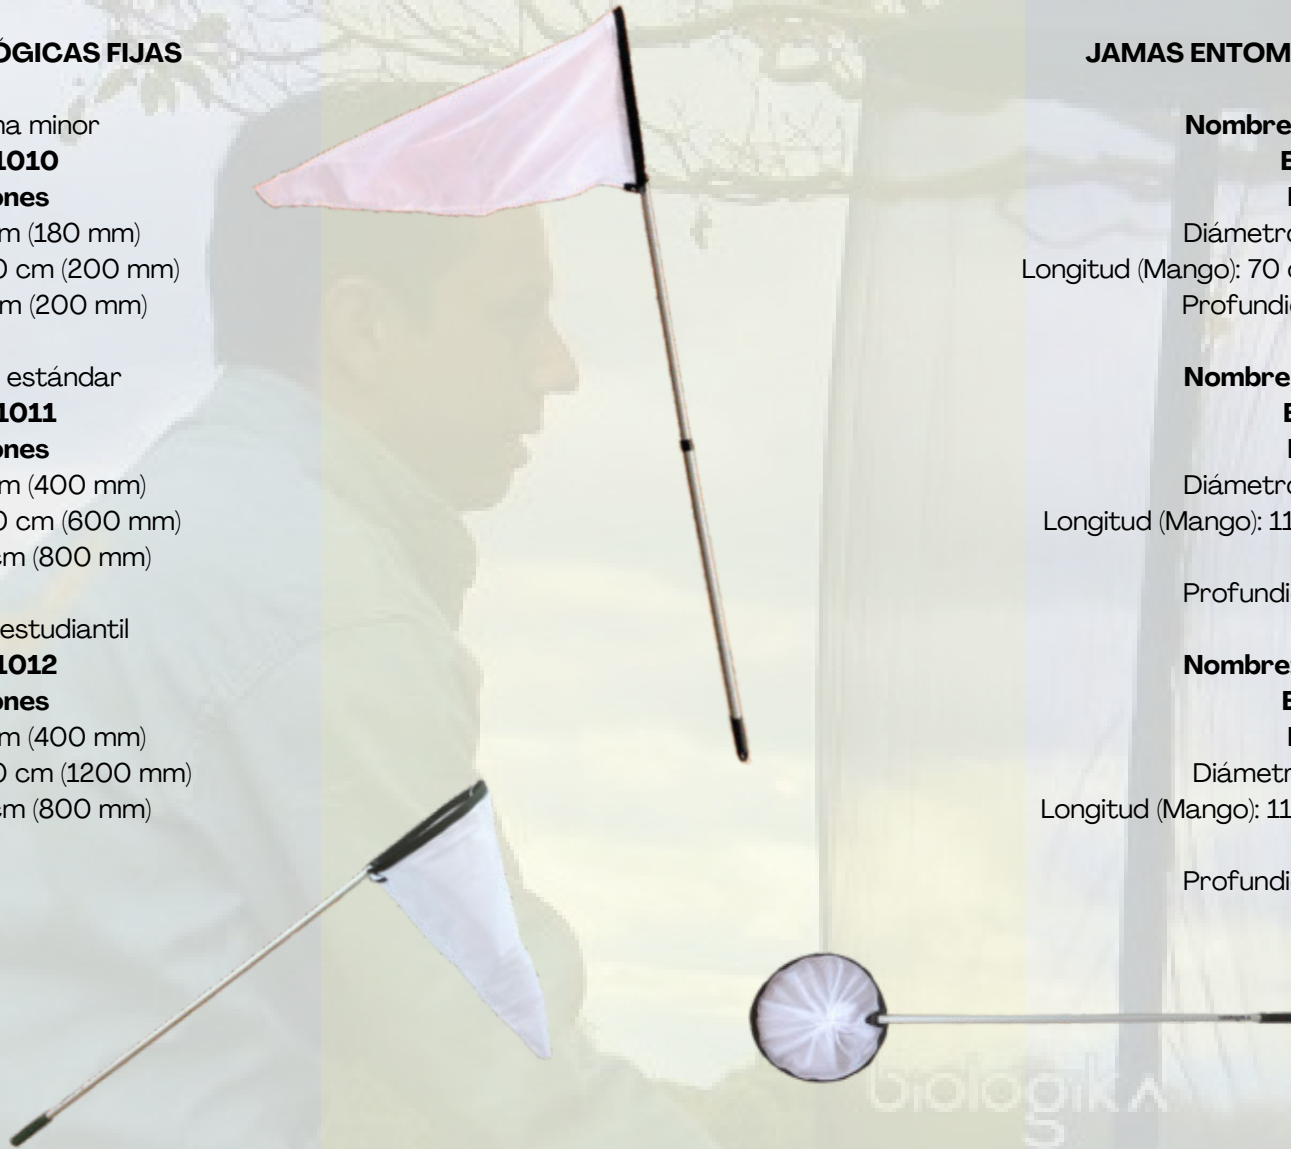 ÓGICAS FIJAS
na minor
1010
ones
m (180 mm)
0 cm (200 mm)
m (200 mm)
estándar
1011
ones
m (400 mm)
0 cm (600 mm)
cm (800 mm)
estudiantil
1012
ones
m (400 mm)
0 cm (1200 mm)
cm (800 mm)
JAMAS ENTOM
Nombre
E
Diámetro
Longitud (Mango): 70 c
Profundi
Nombre
E
Diámetro
Longitud (Mango): 11
Profundi
Nombre:
E
Diámetr
Longitud (Mango): 11
Profundi
biologikA